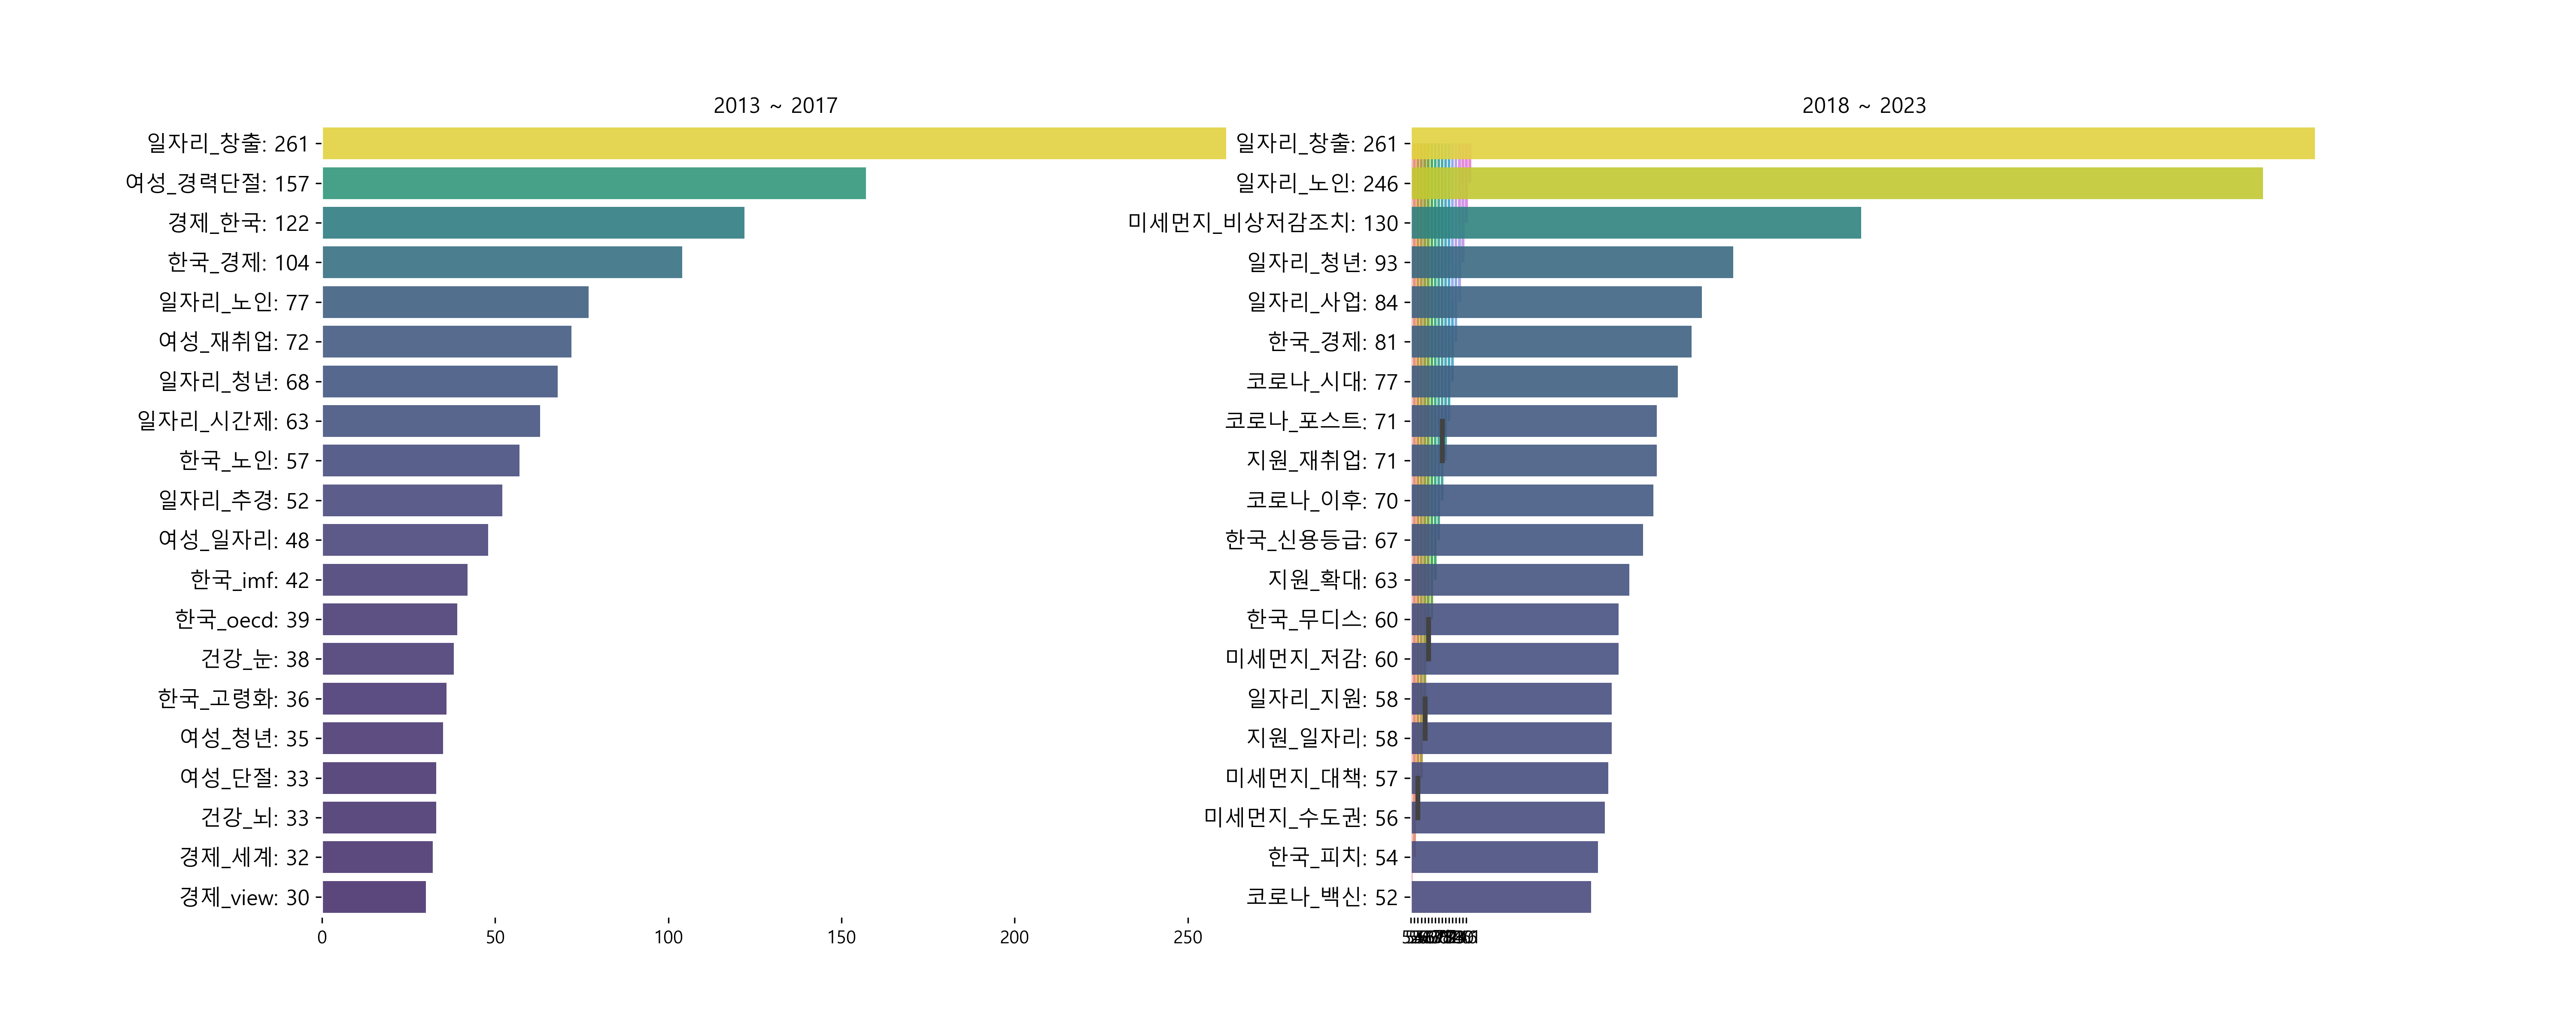 2013 ~ 2017
일자리_창출: 261
여성_경력단절: 157
경제_한국: 122
한국_경제: 104
일자리_노인: 77
여성_재취업: 72
일자리_청년: 68
일자리_시간제: 63
한국_노인: 57
일자리_추경: 52
여성_일자리: 48
한국_imf: 42
한국_oecd: 39
건강_눈: 38
한국_고령화: 36
여성_청년: 35
여성_단절: 33
건강_뇌: 33
경제_세계: 32
경제_view: 30
0 50 100 150 200 250
2018 ~ 2023
일자리_창출: 261
일자리_노인: 246
미세먼지_비상저감조치: 130
일자리_청년: 93
일자리_사업: 84
한국_경제: 81
코로나_시대: 77
코로나_포스트: 71
지원_재취업: 71
코로나_이후: 70
한국_신용등급: 67
지원_확대: 63
한국_무디스: 60
미세먼지_저감: 60
일자리_지원: 58
지원_일자리: 58
미세먼지_대책: 57
미세먼지_수도권: 56
한국_피치: 54
코로나_백신: 52